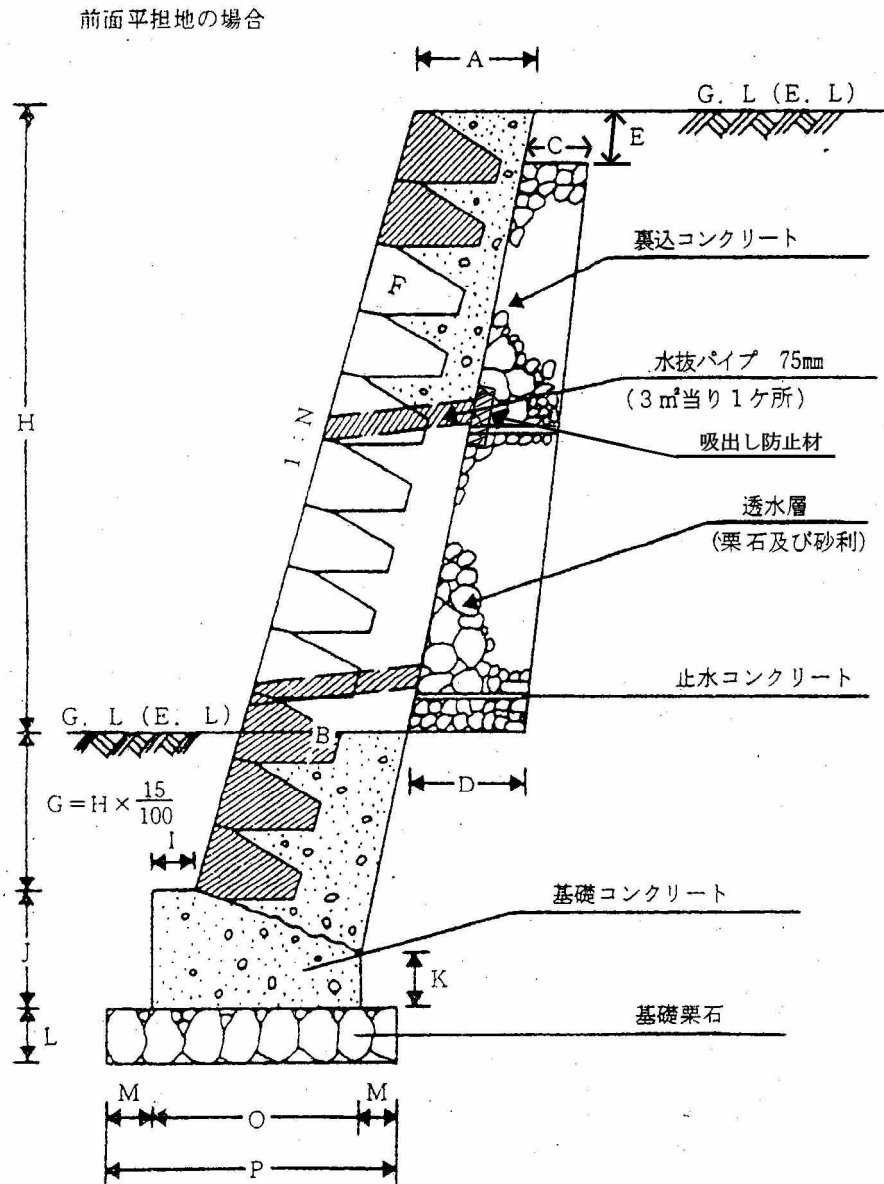 前面平担地の場合
A
G. L (E. L)
E
C
裏込コンクリート
F
水抜パイプ 75mm
(3㎡当り1ケ所)
H
1 : N
吸出し防止材
透水層
(栗石及び砂利)
止水コンクリート
G. L (E. L)
B
D
G=H×15/100
I
基礎コンクリート
J
K
基礎栗石
L
M
O
M
P